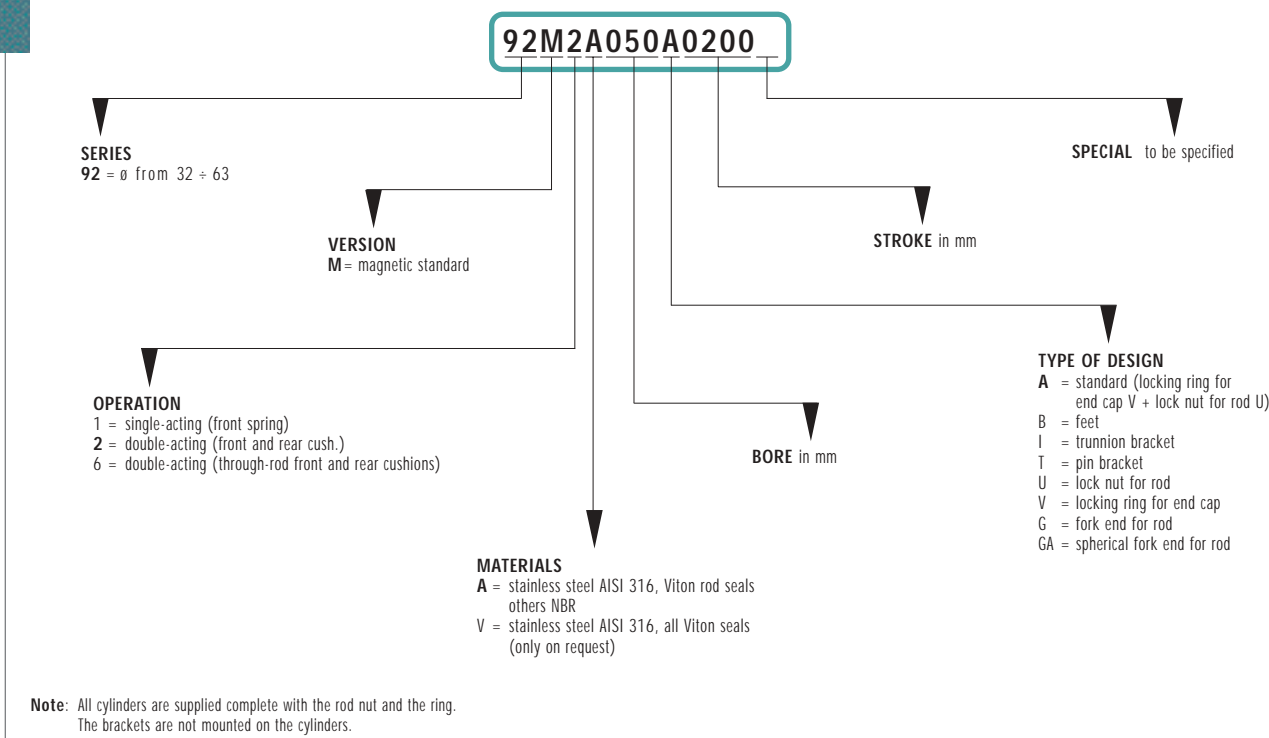 92M2A050A0200
SERIES
92 = ø from 32 ÷ 63
SPECIAL to be specified
VERSION
M = magnetic standard
STROKE in mm
OPERATION
1 = single-acting (front spring)
2 = double-acting (front and rear cush.)
6 = double-acting (through-rod front and rear cushions)
BORE in mm
TYPE OF DESIGN
A = standard (locking ring for
end cap V + lock nut for rod U)
B = feet
I = trunnion bracket
T = pin bracket
U = lock nut for rod
V = locking ring for end cap
G = fork end for rod
GA = spherical fork end for rod
MATERIALS
A = stainless steel AISI 316, Viton rod seals
others NBR
V = stainless steel AISI 316, all Viton seals
(only on request)
Note: All cylinders are supplied complete with the rod nut and the ring.
The brackets are not mounted on the cylinders.